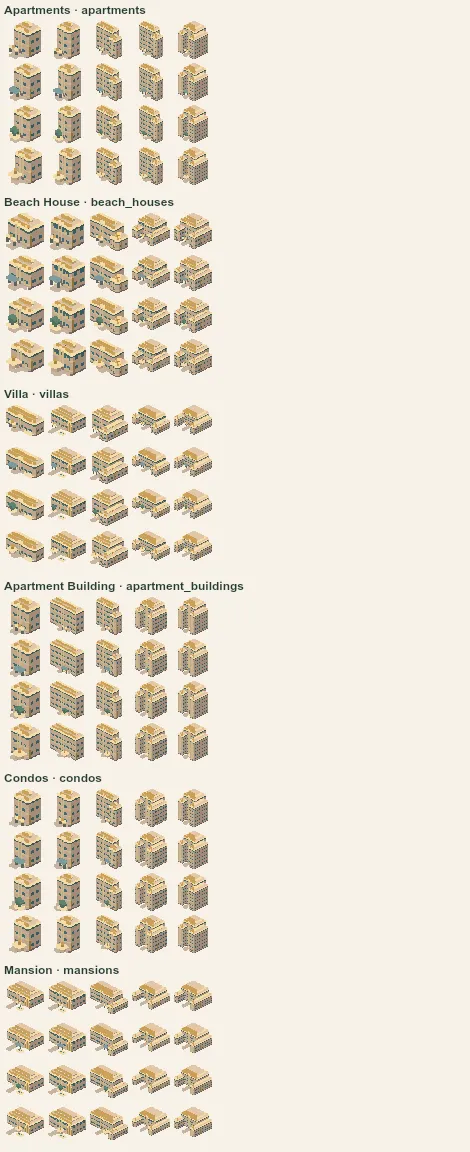 Apartments · apartments
Beach House · beach_houses
Villa · villas
Apartment Building · apartment_buildings
Condos · condos
Mansion · mansions